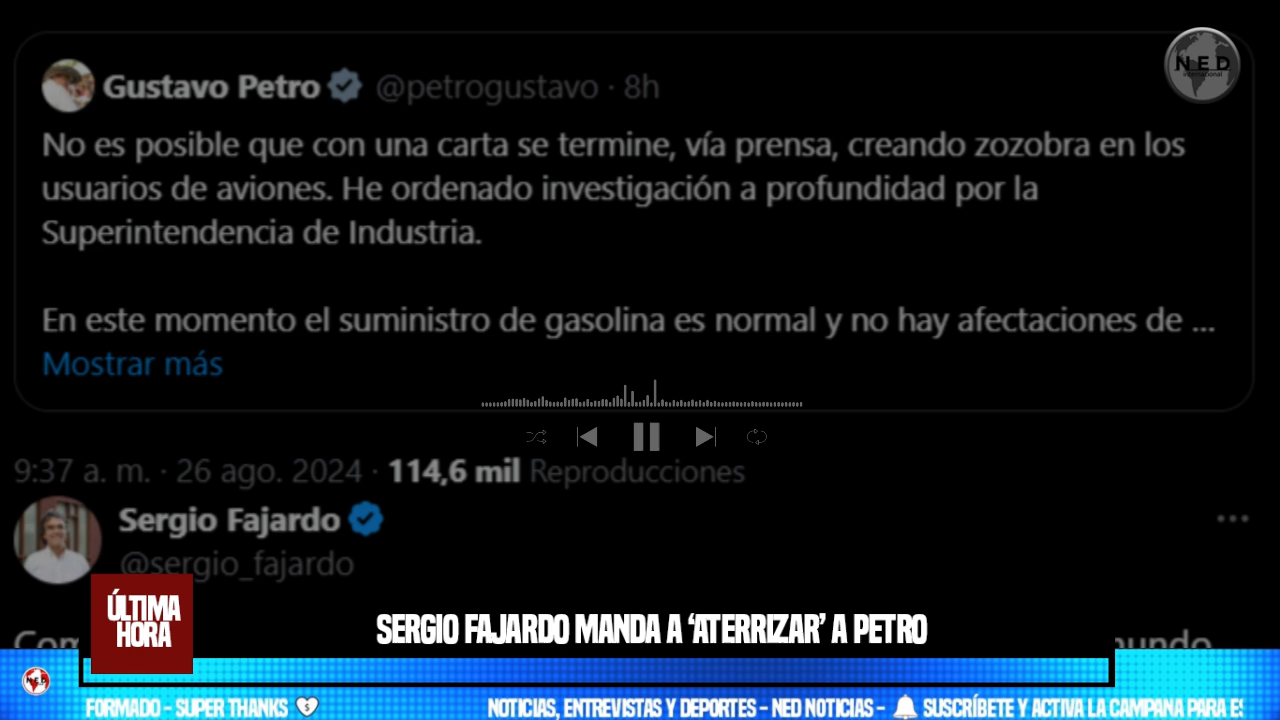 Gustavo Petro @petrogustavo · 8h
NED
internacional
No es posible que con una carta se termine, vía prensa, creando zozobra en los
usuarios de aviones. He ordenado investigación a profundidad por la
Superintendencia de Industria.
En este momento el suministro de gasolina es normal y no hay afectaciones de ...
Mostrar más
9:37 a. m. · 26 ago. 2024 · 114,6 mil Reproducciones
Sergio Fajardo
@sergio_fajardo
ÚLTIMA
HORA
SERGIO FAJARDO MANDA A ‘ATERRIZAR’ A PETRO
NED
FORMADO - SUPER THANKS NOTICIAS, ENTREVISTAS Y DEPORTES - NED NOTICIAS - SUSCRÍBETE Y ACTIVA LA CAMPANA PARA